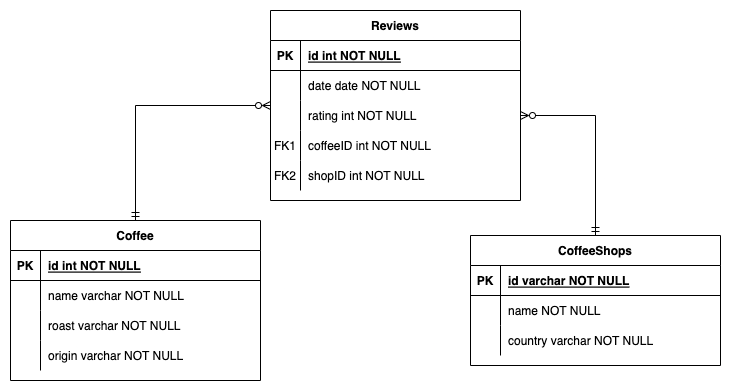 Reviews
PK id int NOT NULL
date date NOT NULL
rating int NOT NULL
FK1 coffeeID int NOT NULL
FK2 shopID int NOT NULL
Coffee
PK id int NOT NULL
name varchar NOT NULL
roast varchar NOT NULL
origin varchar NOT NULL
CoffeeShops
PK id varchar NOT NULL
name NOT NULL
country varchar NOT NULL